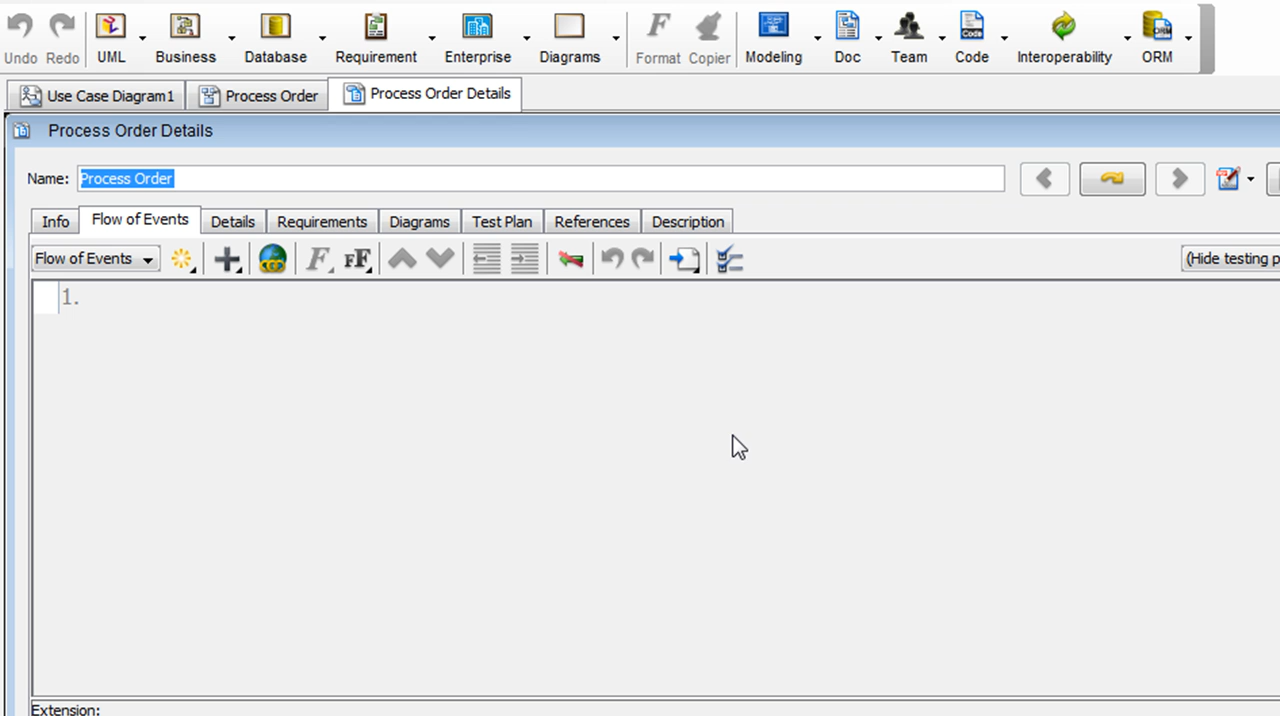 Undo Redo UML Business Database Requirement Enterprise Diagrams Format Copier Modeling Doc Team Code Interoperability ORM
Use Case Diagram1 Process Order Process Order Details
Process Order Details
Name: Process Order
Info Flow of Events Details Requirements Diagrams Test Plan References Description
Flow of Events F FF (Hide testing p
1.
Extension: